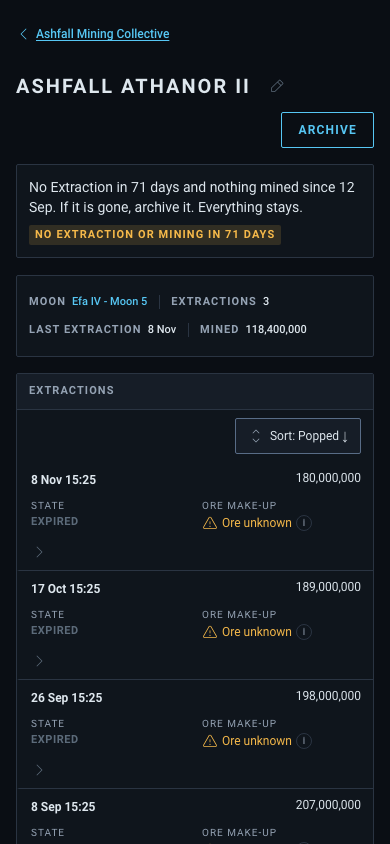 Ashfall Mining Collective
ASHFALL ATHANOR II
ARCHIVE
No Extraction in 71 days and nothing mined since 12
Sep. If it is gone, archive it. Everything stays.
NO EXTRACTION OR MINING IN 71 DAYS
MOON Efa IV - Moon 5 EXTRACTIONS 3
LAST EXTRACTION 8 Nov MINED 118,400,000
EXTRACTIONS
Sort: Popped ↓
8 Nov 15:25 180,000,000
STATE ORE MAKE-UP
EXPIRED Ore unknown i
17 Oct 15:25 189,000,000
STATE ORE MAKE-UP
EXPIRED Ore unknown i
26 Sep 15:25 198,000,000
STATE ORE MAKE-UP
EXPIRED Ore unknown i
8 Sep 15:25 207,000,000
STATE ORE MAKE-UP